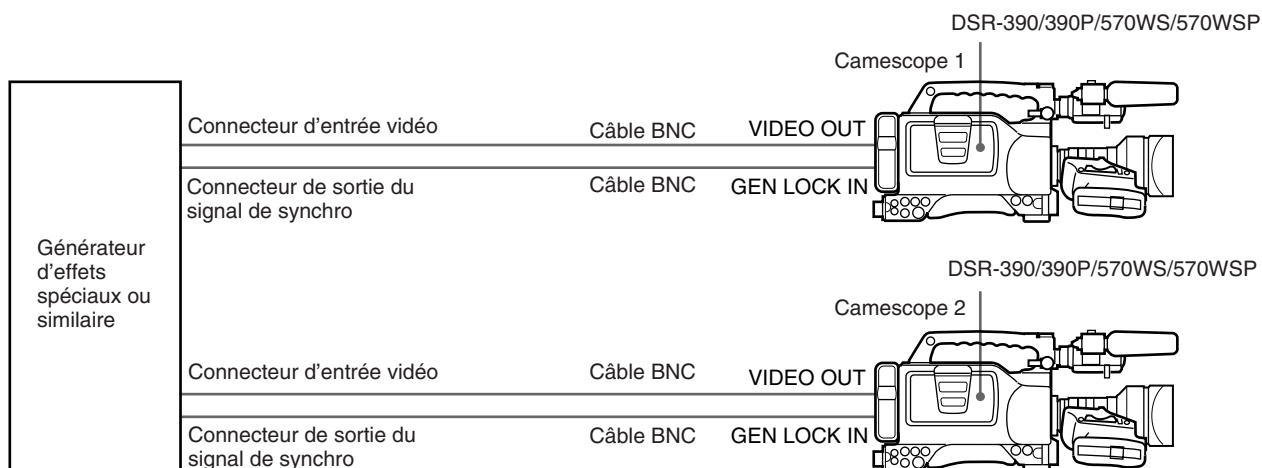 DSR-390/390P/570WS/570WSP
Camescope 1
Connecteur d'entrée vidéo
Câble BNC
VIDEO OUT
Connecteur de sortie du
signal de synchro
Câble BNC
GEN LOCK IN
Générateur
d'effets
spéciaux ou
similaire
DSR-390/390P/570WS/570WSP
Camescope 2
Connecteur d'entrée vidéo
Câble BNC
VIDEO OUT
Connecteur de sortie du
signal de synchro
Câble BNC
GEN LOCK IN